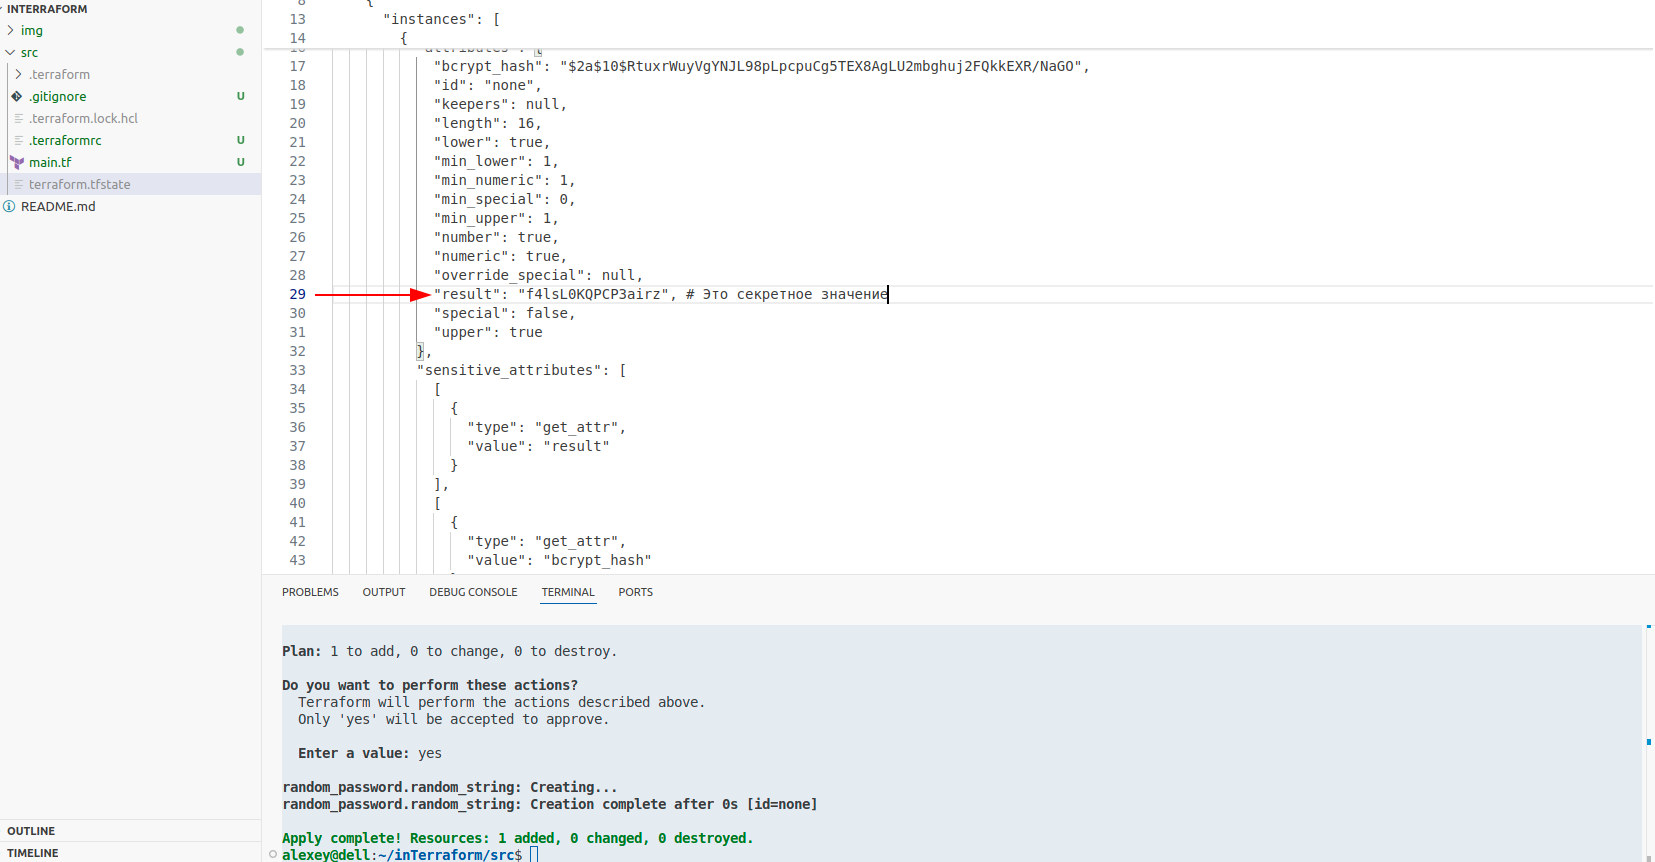 INTERRAFORM
img
src
.terraform
.gitignore U
.terraform.lock.hcl
.terraformrc U
main.tf U
terraform.tfstate
README.md
OUTLINE
TIMELINE
8 {
13 "instances": [
14 {
16 "attributes": {
17 "bcrypt_hash": "$2a$10$RtuxrWuyVgYNJL98pLpcpuCg5TEX8AgLU2mbghuj2FQkkEXR/NaGO",
18 "id": "none",
19 "keepers": null,
20 "length": 16,
21 "lower": true,
22 "min_lower": 1,
23 "min_numeric": 1,
24 "min_special": 0,
25 "min_upper": 1,
26 "number": true,
27 "numeric": true,
28 "override_special": null,
29 "result": "f4lsL0KQPCP3airz", # Это секретное значение
30 "special": false,
31 "upper": true
32 },
33 "sensitive_attributes": [
34 [
35 {
36 "type": "get_attr",
37 "value": "result"
38 }
39 ],
40 [
41 {
42 "type": "get_attr",
43 "value": "bcrypt_hash"
PROBLEMS OUTPUT DEBUG CONSOLE TERMINAL PORTS
Plan: 1 to add, 0 to change, 0 to destroy.
Do you want to perform these actions?
Terraform will perform the actions described above.
Only 'yes' will be accepted to approve.
Enter a value: yes
random_password.random_string: Creating...
random_password.random_string: Creation complete after 0s [id=none]
Apply complete! Resources: 1 added, 0 changed, 0 destroyed.
alexey@dell:~/inTerraform/src$